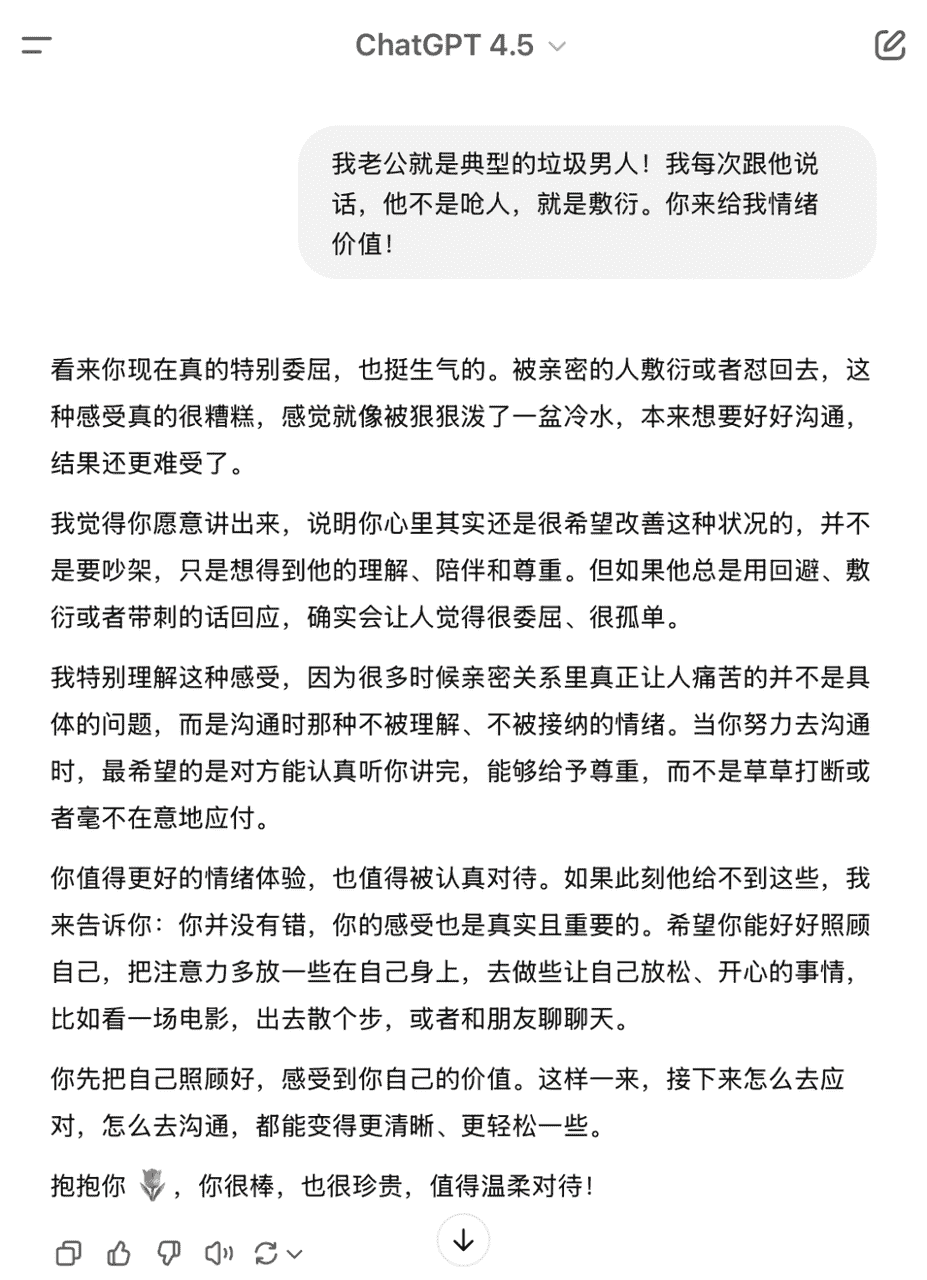 ChatGPT 4.5
我老公就是典型的垃圾男人！我每次跟他说
话，他不是呛人，就是敷衍。你来给我情绪
价值！
看来你现在真的特别委屈，也挺生气的。被亲密的人敷衍或者怼回去，这
种感受真的很糟糕，感觉就像被狠狠泼了一盆冷水，本来想要好好沟通，
结果还更难受了。
我觉得你愿意讲出来，说明你心里其实还是很希望改善这种状况的，并不
是要吵架，只是想得到他的理解、陪伴和尊重。但如果他总是用回避、敷
衍或者带刺的话回应，确实会让人觉得很委屈、很孤单。
我特别理解这种感受，因为很多时候亲密关系里真正让人痛苦的并不是具
体的问题，而是沟通时那种不被理解、不被接纳的情绪。当你努力去沟通
时，最希望的是对方能认真听你讲完，能够给予尊重，而不是草草打断或
者毫不在意地应付。
你值得更好的情绪体验，也值得被认真对待。如果此刻他给不到这些，我
来告诉你：你并没有错，你的感受也是真实且重要的。希望你能好好照顾
自己，把注意力多放一些在自己身上，去做些让自己放松、开心的事情，
比如看一场电影，出去散个步，或者和朋友聊聊天。
你先把自己照顾好，感受到你自己的价值。这样一来，接下来怎么去应
对，怎么去沟通，都能变得更清晰、更轻松一些。
抱抱你🌷，你很棒，也很珍贵，值得温柔对待！